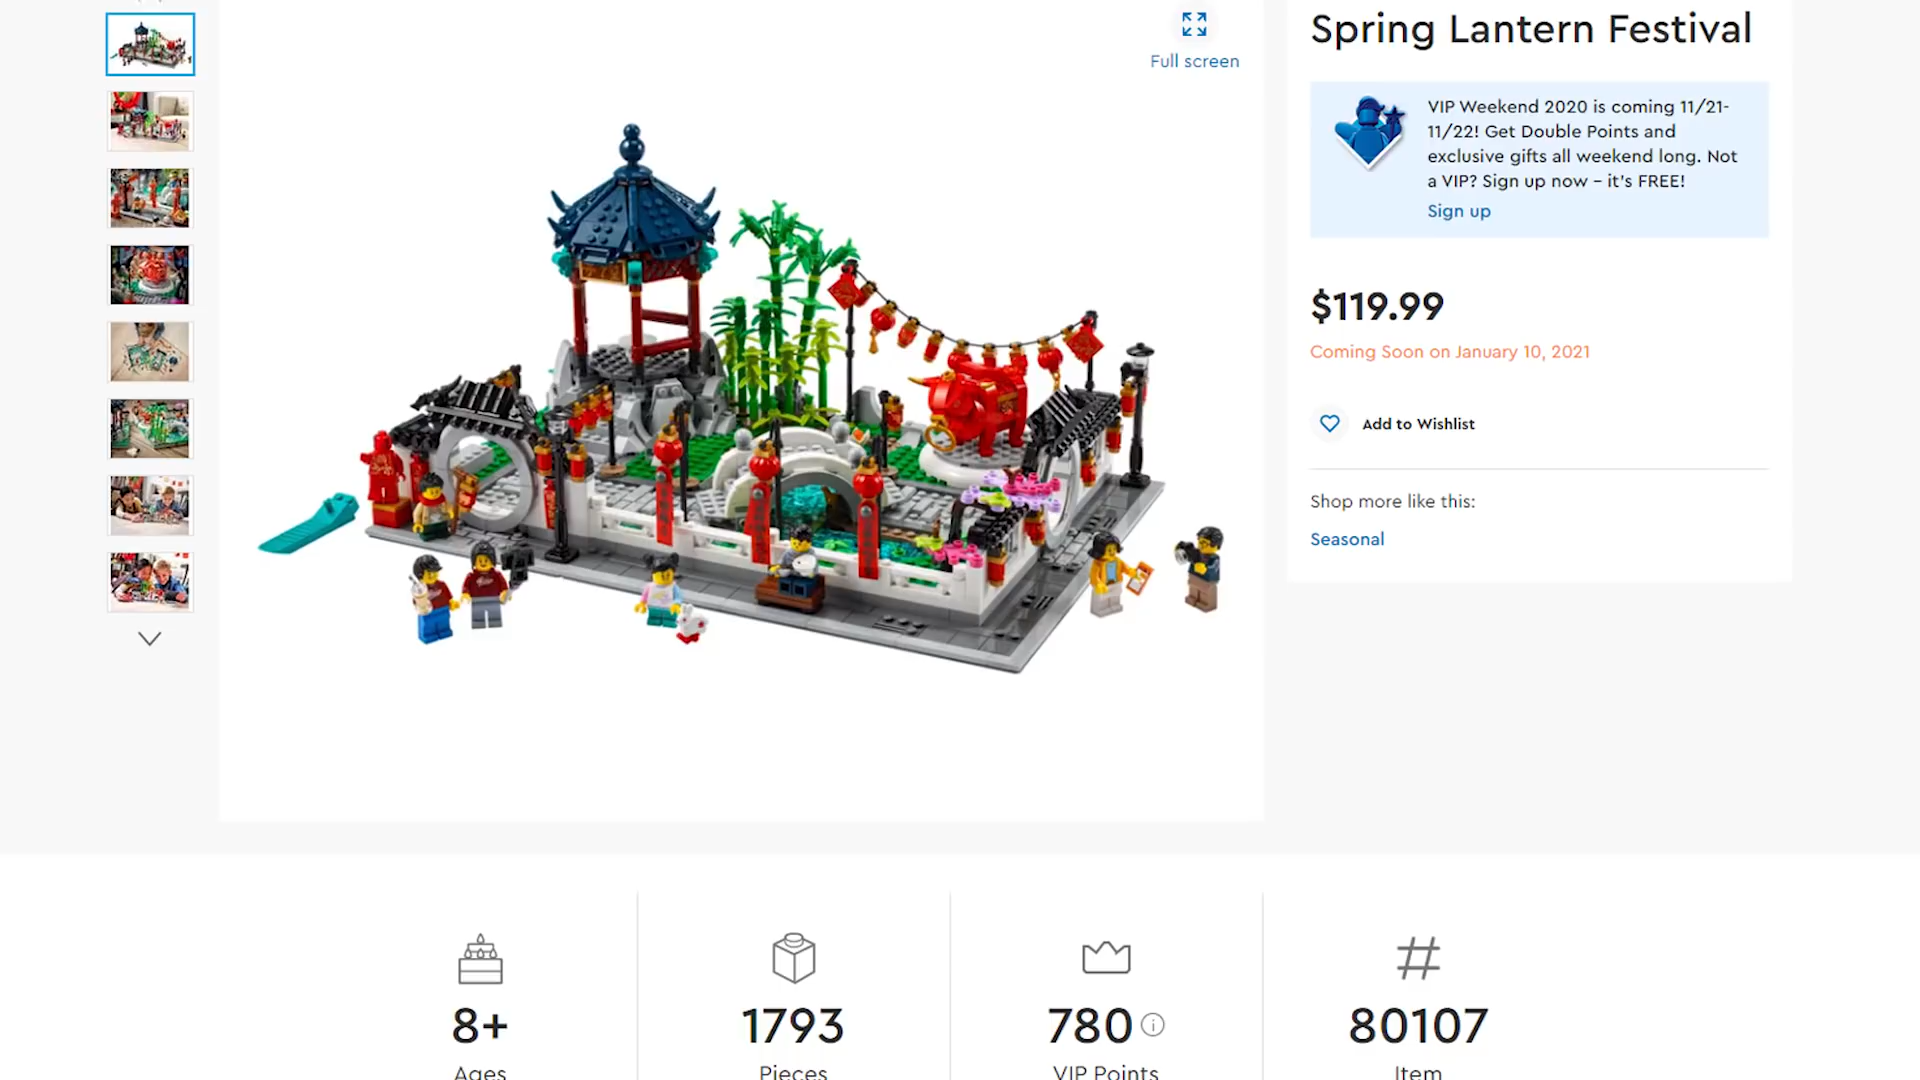 Full screen
Spring Lantern Festival
VIP Weekend 2020 is coming 11/21-
11/22! Get Double Points and
exclusive gifts all weekend long. Not
a VIP? Sign up now – it's FREE!
Sign up
$119.99
Coming Soon on January 10, 2021
Add to Wishlist
Shop more like this:
Seasonal
8+
Ages
1793
Pieces
780
VIP Points
80107
Item